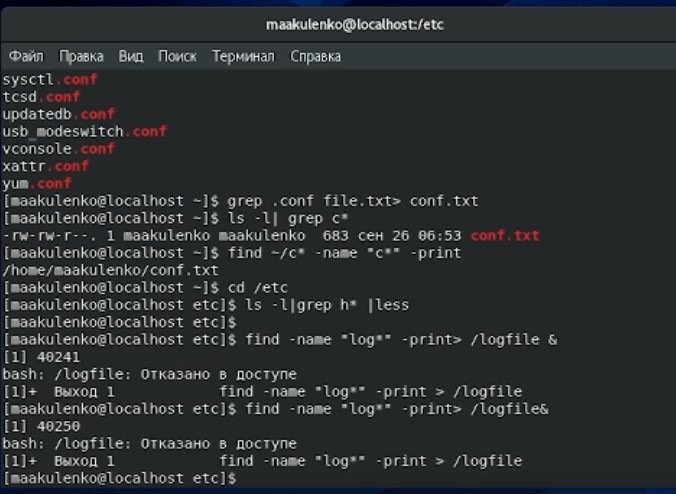 maakulenko@localhost:/etc
Файл Правка Вид Поиск Терминал Справка
sysctl.conf
tcsd.conf
updatedb.conf
usb_modeswitch.conf
vconsole.conf
xattr.conf
yum.conf
[maakulenko@localhost ~]$ grep .conf file.txt> conf.txt
[maakulenko@localhost ~]$ ls -l| grep c*
-rw-rw-r--. 1 maakulenko maakulenko  683 сен 26 06:53 conf.txt
[maakulenko@localhost ~]$ find ~/c* -name "c*" -print
/home/maakulenko/conf.txt
[maakulenko@localhost ~]$ cd /etc
[maakulenko@localhost etc]$ ls -l|grep h* |less
[maakulenko@localhost etc]$
[maakulenko@localhost etc]$ find -name "log*" -print> /logfile &
[1] 40241
bash: /logfile: Отказано в доступе
[1]+  Выход 1            find -name "log*" -print > /logfile
[maakulenko@localhost etc]$ find -name "log*" -print> /logfile&
[1] 40250
bash: /logfile: Отказано в доступе
[1]+  Выход 1            find -name "log*" -print > /logfile
[maakulenko@localhost etc]$